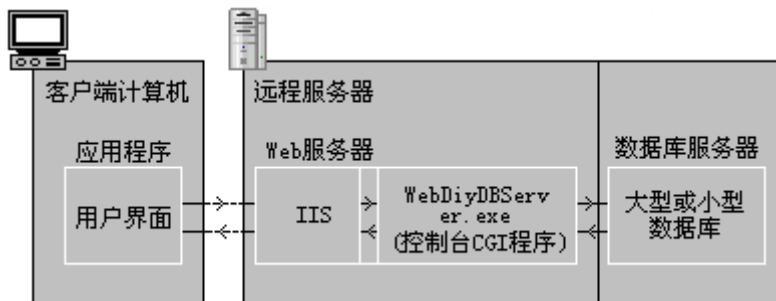 客户端计算机
远程服务器
应用程序
Web服务器
数据库服务器
用户界面
IIS
WebDiyDBServ
er.exe
(控制台CGI程序)
大型或小型
数据库